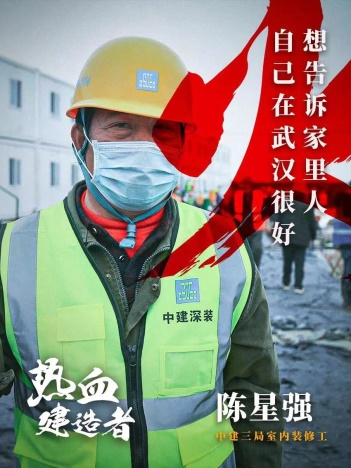 想告诉家里人
自己在武汉很好
中建深装
热血
建造者
陈星强
中建三局室内装修工